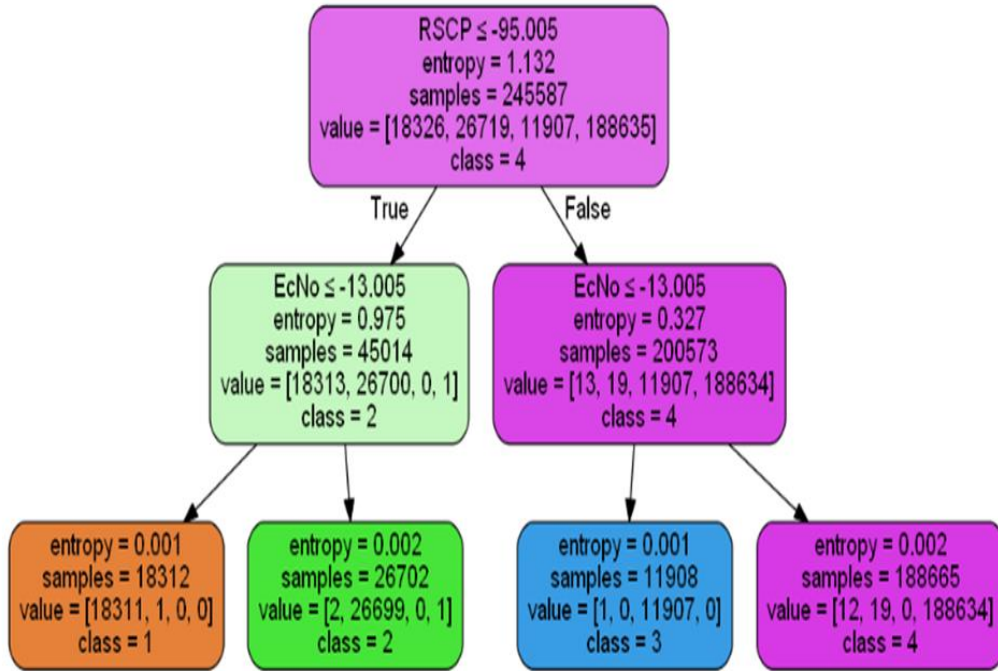 RSCP ≤ -95.005
entropy = 1.132
samples = 245587
value = [18326, 26719, 11907, 188635]
class = 4
True
False
EcNo ≤ -13.005
entropy = 0.975
samples = 45014
value = [18313, 26700, 0, 1]
class = 2
EcNo ≤ -13.005
entropy = 0.327
samples = 200573
value = [13, 19, 11907, 188634]
class = 4
entropy = 0.001
samples = 18312
value = [18311, 1, 0, 0]
class = 1
entropy = 0.002
samples = 26702
value = [2, 26699, 0, 1]
class = 2
entropy = 0.001
samples = 11908
value = [1, 0, 11907, 0]
class = 3
entropy = 0.002
samples = 188665
value = [12, 19, 0, 188634]
class = 4